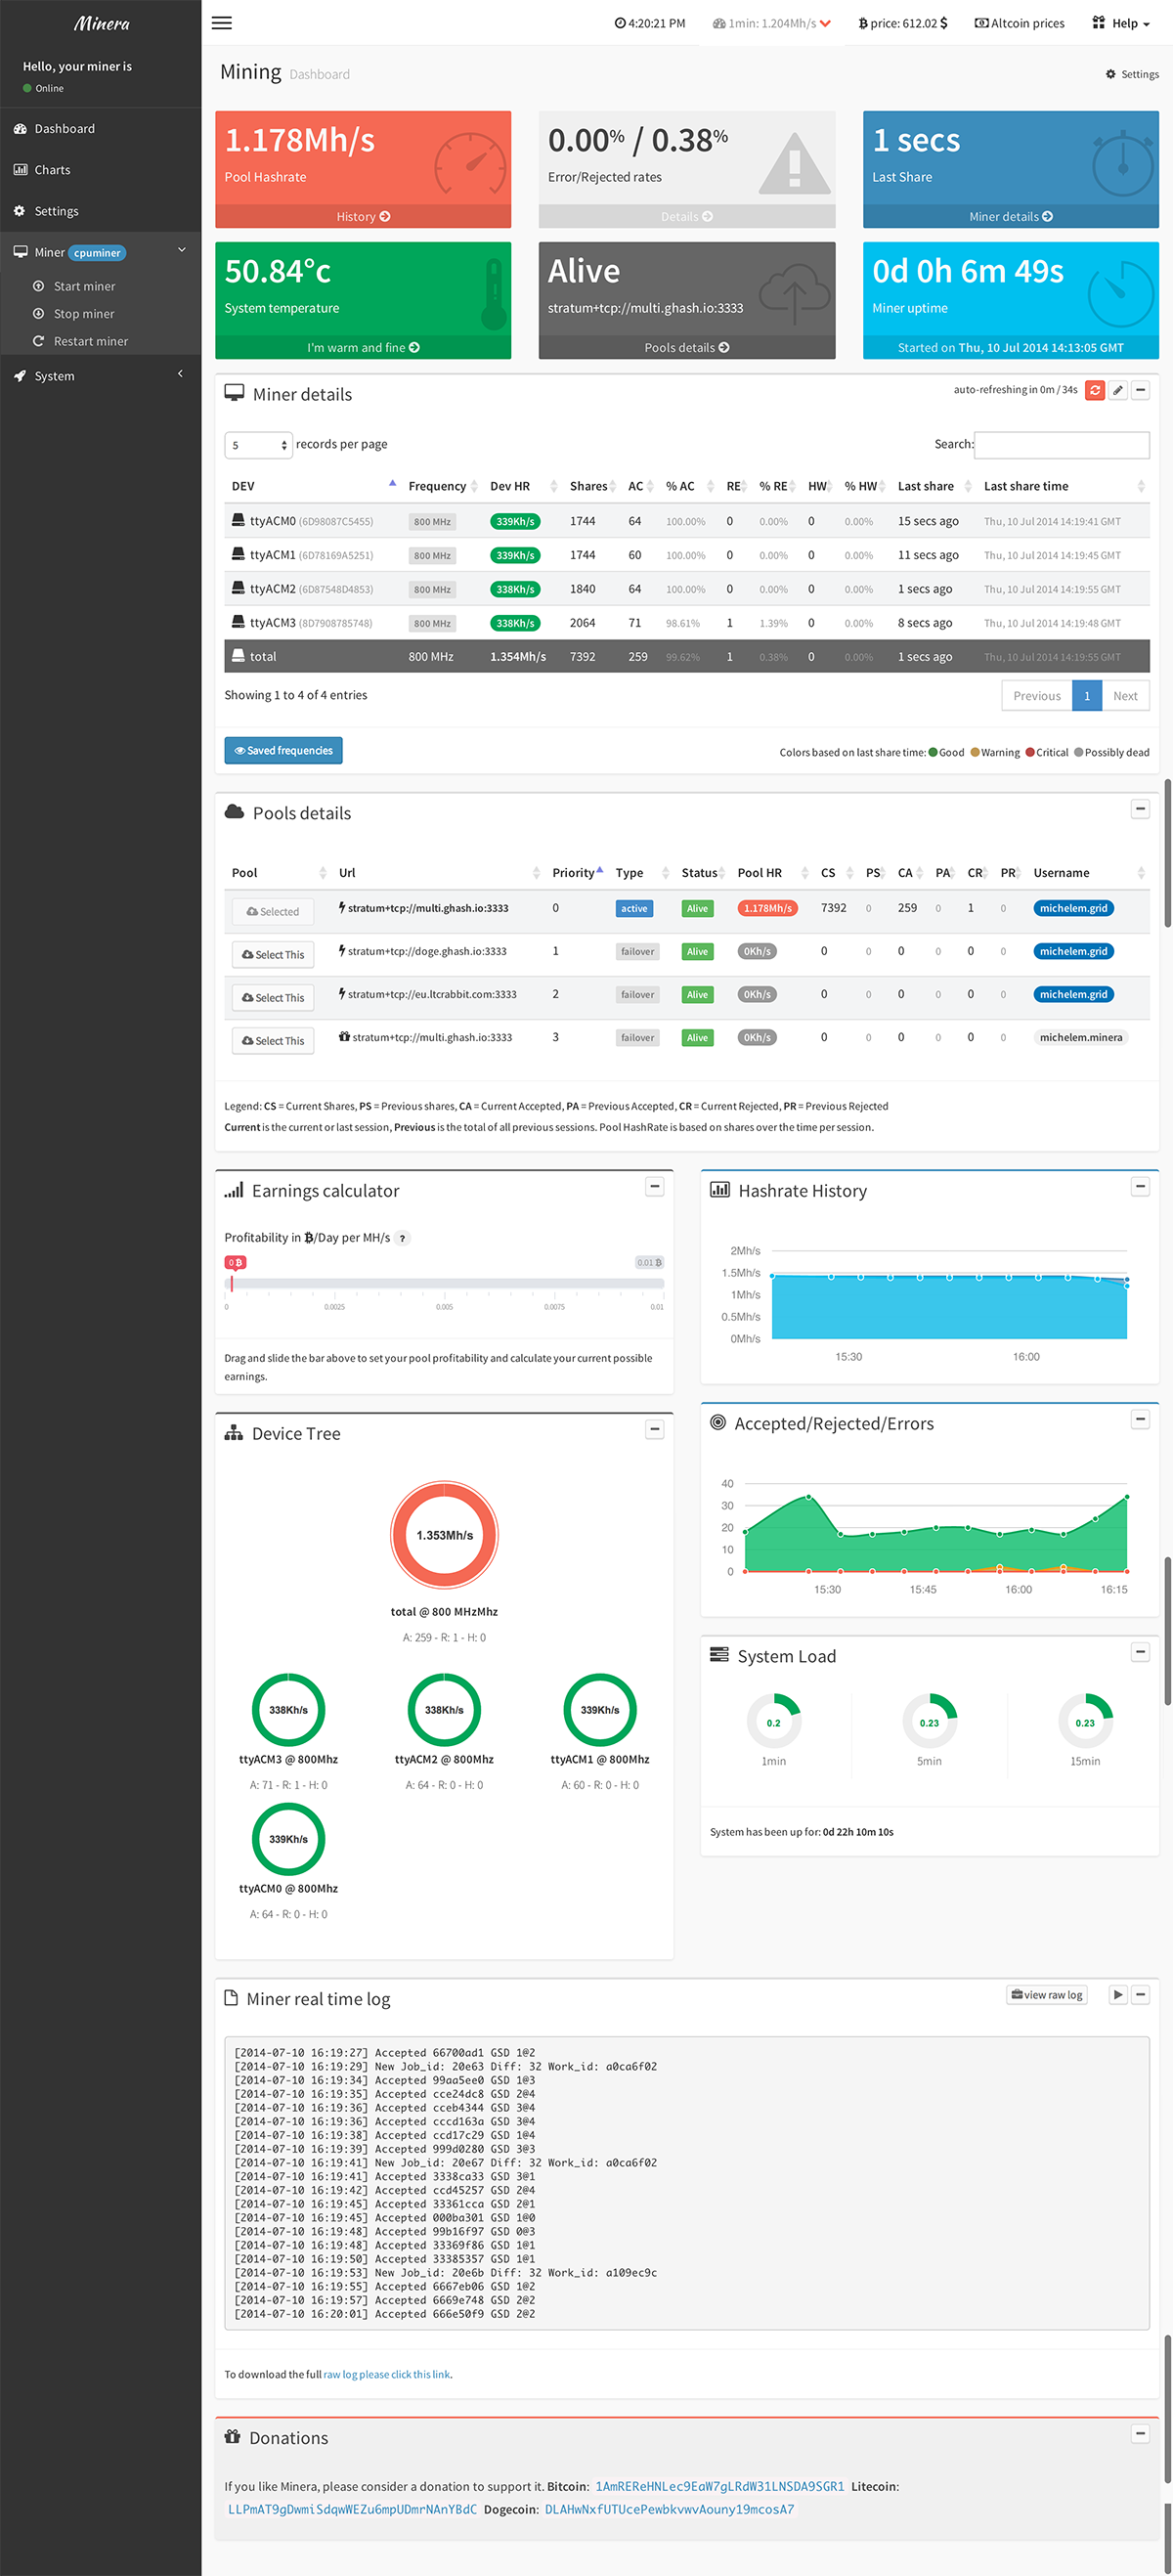 Minera
4:20:21 PM 1min: 1.204Mh/s price: 612.02 $ Altcoin prices Help
Hello, your miner is
Online
Dashboard
Charts
Settings
Miner cpuminer
Start miner
Stop miner
Restart miner
System
Mining Dashboard Settings
1.178Mh/s
Pool Hashrate
History
0.00% / 0.38%
Error/Rejected rates
Details
1 secs
Last Share
Miner details
50.84°c
System temperature
I'm warm and fine
Alive
stratum+tcp://multi.ghash.io:3333
Pools details
0d 0h 6m 49s
Miner uptime
Started on Thu, 10 Jul 2014 14:13:05 GMT
Miner details auto-refreshing in 0m / 34s
5 records per page Search:
DEV Frequency Dev HR Shares AC % AC RE % RE HW % HW Last share Last share time
ttyACM0 (6D98087C5455) 800 MHz 339Kh/s 1744 64 100.00% 0 0.00% 0 0.00% 15 secs ago Thu, 10 Jul 2014 14:19:41 GMT
ttyACM1 (6D78169A5251) 800 MHz 339Kh/s 1744 60 100.00% 0 0.00% 0 0.00% 11 secs ago Thu, 10 Jul 2014 14:19:45 GMT
ttyACM2 (6D87548D4853) 800 MHz 338Kh/s 1840 64 100.00% 0 0.00% 0 0.00% 1 secs ago Thu, 10 Jul 2014 14:19:55 GMT
ttyACM3 (8D7908785748) 800 MHz 338Kh/s 2064 71 98.61% 1 1.39% 0 0.00% 8 secs ago Thu, 10 Jul 2014 14:19:48 GMT
total 800 MHz 1.354Mh/s 7392 259 99.62% 1 0.38% 0 0.00% 1 secs ago Thu, 10 Jul 2014 14:19:55 GMT
Showing 1 to 4 of 4 entries Previous 1 Next
Saved frequencies Colors based on last share time: Good Warning Critical Possibly dead
Pools details
Pool Url Priority Type Status Pool HR CS PS CA PA CR PR Username
Selected stratum+tcp://multi.ghash.io:3333 0 active Alive 1.178Mh/s 7392 0 259 0 1 0 michelem.grid
Select This stratum+tcp://doge.ghash.io:3333 1 failover Alive 0Kh/s 0 0 0 0 0 0 michelem.grid
Select This stratum+tcp://eu.ltcrabbit.com:3333 2 failover Alive 0Kh/s 0 0 0 0 0 0 michelem.grid
Select This stratum+tcp://multi.ghash.io:3333 3 failover Alive 0Kh/s 0 0 0 0 0 0 michelem.minera
Legend: CS = Current Shares, PS = Previous shares, CA = Current Accepted, PA = Previous Accepted, CR = Current Rejected, PR = Previous Rejected
Current is the current or last session, Previous is the total of all previous sessions. Pool HashRate is based on shares over the time per session.
Earnings calculator
Profitability in ₿/Day per MH/s ?
0 ₿ 0.01 ₿
0 0.0025 0.005 0.0075 0.01
Drag and slide the bar above to set your pool profitability and calculate your current possible
earnings.
Hashrate History
2Mh/s
1.5Mh/s
1Mh/s
0.5Mh/s
0Mh/s
15:30 16:00
Device Tree
1.353Mh/s
total @ 800 MHzMhz
A: 259 - R: 1 - H: 0
338Kh/s 338Kh/s 339Kh/s
ttyACM3 @ 800Mhz ttyACM2 @ 800Mhz ttyACM1 @ 800Mhz
A: 71 - R: 1 - H: 0 A: 64 - R: 0 - H: 0 A: 60 - R: 0 - H: 0
339Kh/s
ttyACM0 @ 800Mhz
A: 64 - R: 0 - H: 0
Accepted/Rejected/Errors
40
30
20
10
0
15:30 15:45 16:00 16:15
System Load
0.2 0.23 0.23
1min 5min 15min
System has been up for: 0d 22h 10m 10s
Miner real time log view raw log
[2014-07-10 16:19:27] Accepted 66700ad1 GSD 1@2
[2014-07-10 16:19:29] New Job_id: 20e63 Diff: 32 Work_id: a0ca6f02
[2014-07-10 16:19:34] Accepted 99aa5ee0 GSD 1@3
[2014-07-10 16:19:35] Accepted cce24dc8 GSD 2@4
[2014-07-10 16:19:36] Accepted cceb4344 GSD 3@4
[2014-07-10 16:19:36] Accepted cccd163a GSD 3@4
[2014-07-10 16:19:38] Accepted ccd17c29 GSD 1@4
[2014-07-10 16:19:39] Accepted 999d0280 GSD 3@3
[2014-07-10 16:19:41] New Job_id: 20e67 Diff: 32 Work_id: a0ca6f02
[2014-07-10 16:19:41] Accepted 3338ca33 GSD 3@1
[2014-07-10 16:19:42] Accepted ccd45257 GSD 2@4
[2014-07-10 16:19:45] Accepted 33361cca GSD 2@1
[2014-07-10 16:19:45] Accepted 000ba301 GSD 1@0
[2014-07-10 16:19:48] Accepted 99b16f97 GSD 0@3
[2014-07-10 16:19:48] Accepted 33369f86 GSD 1@1
[2014-07-10 16:19:50] Accepted 33385357 GSD 1@1
[2014-07-10 16:19:53] New Job_id: 20e6b Diff: 32 Work_id: a109ec9c
[2014-07-10 16:19:55] Accepted 6667eb06 GSD 1@2
[2014-07-10 16:19:57] Accepted 6669e748 GSD 2@2
[2014-07-10 16:20:01] Accepted 666e50f9 GSD 2@2
To download the full raw log please click this link.
Donations
If you like Minera, please consider a donation to support it. Bitcoin: 1AmREReHNLec9EaW7gLRdW31LNSDA9SGR1 Litecoin:
LLPmAT9gDwmiSdqwWEZu6mpUDmrNAnYBdC Dogecoin: DLAHwNxfUTUcePewbkvwvAouny19mcosA7